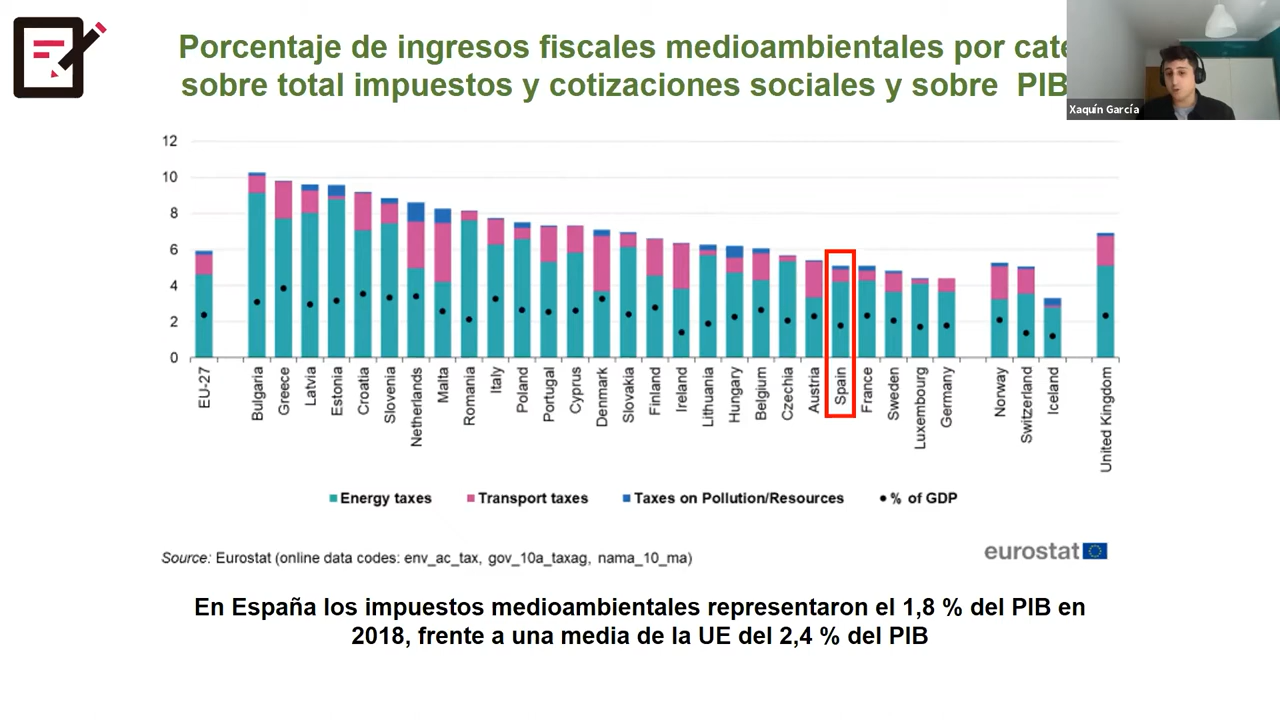 Porcentaje de ingresos fiscales medioambientales por cate
sobre total impuestos y cotizaciones sociales y sobre PIB
Xaquín García
12
10
8
6
4
2
0
EU-27
Bulgaria
Greece
Latvia
Estonia
Croatia
Slovenia
Netherlands
Malta
Romania
Italy
Poland
Portugal
Cyprus
Denmark
Slovakia
Finland
Ireland
Lithuania
Hungary
Belgium
Czechia
Austria
Spain
France
Sweden
Luxembourg
Germany
Norway
Switzerland
Iceland
United Kingdom
Energy taxes Transport taxes Taxes on Pollution/Resources % of GDP
Source: Eurostat (online data codes: env_ac_tax, gov_10a_taxag, nama_10_ma)
eurostat
En España los impuestos medioambientales representaron el 1,8 % del PIB en
2018, frente a una media de la UE del 2,4 % del PIB